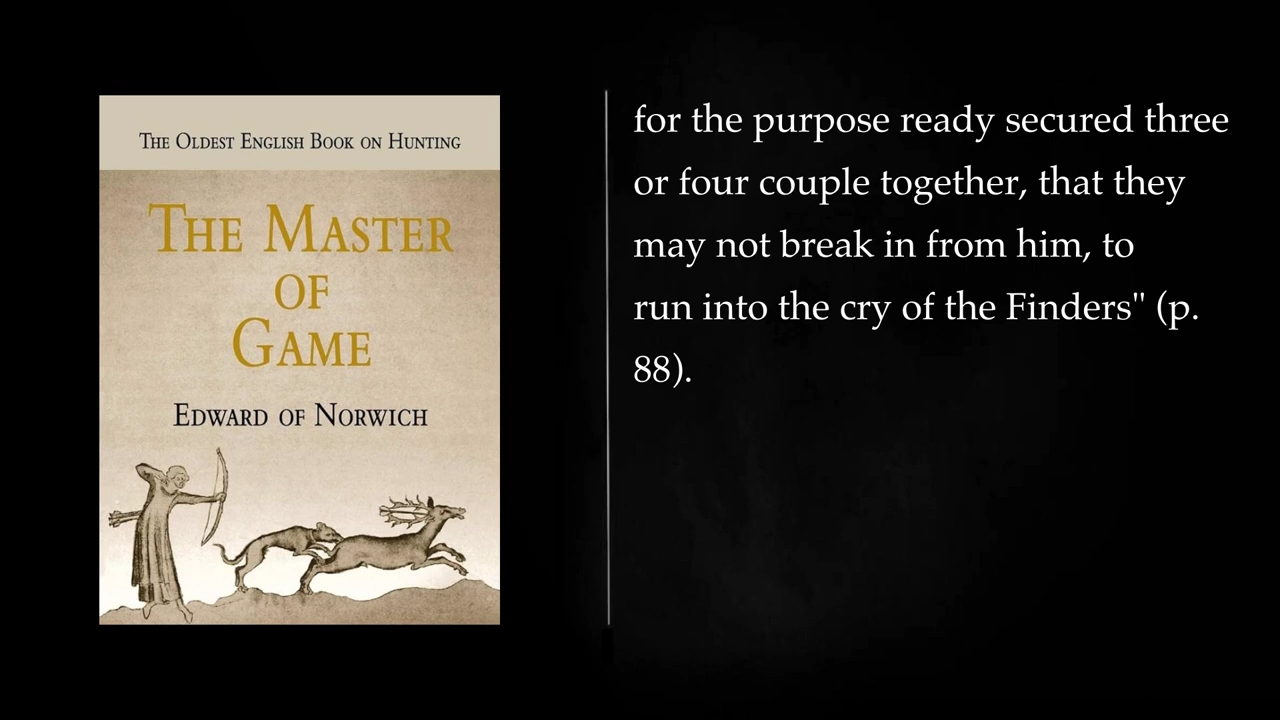 The Oldest English Book on Hunting
The Master
of
Game
Edward of Norwich
for the purpose ready secured three
or four couple together, that they
may not break in from him, to
run into the cry of the Finders" (p.
88).